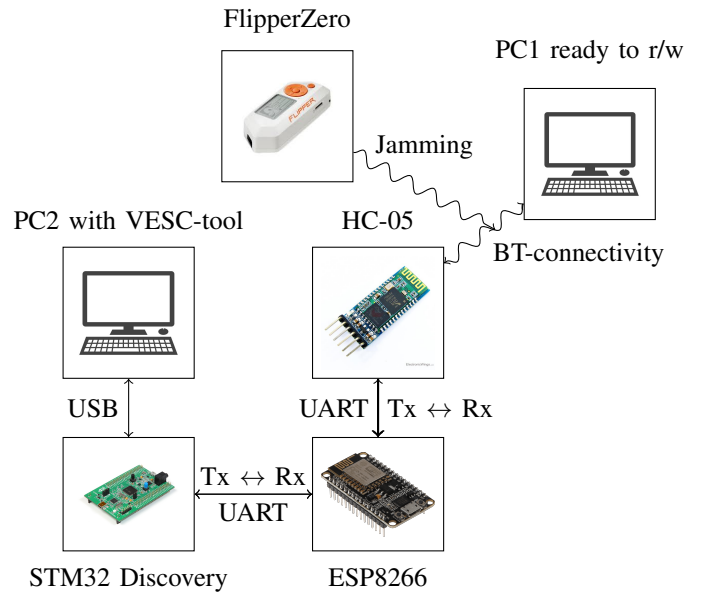 FlipperZero
PC1 ready to r/w
FLIPPER
Jamming
PC2 with VESC-tool
HC-05
BT-connectivity
USB
UART
Tx ↔ Rx
Tx ↔ Rx
UART
STM32 Discovery
ESP8266